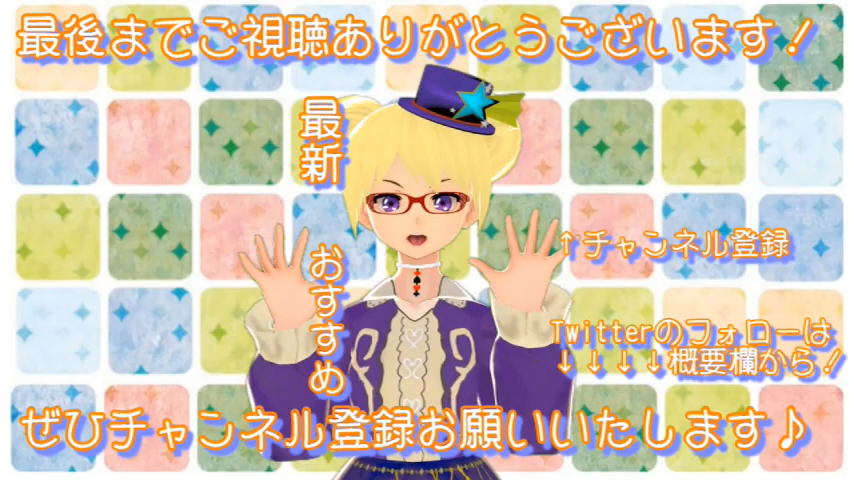 最後までご視聴ありがとうございます！
最新
おすすめ
↑チャンネル登録
Twitterのフォローは
↓↓↓↓概要欄から！
ぜひチャンネル登録お願いいたします♪